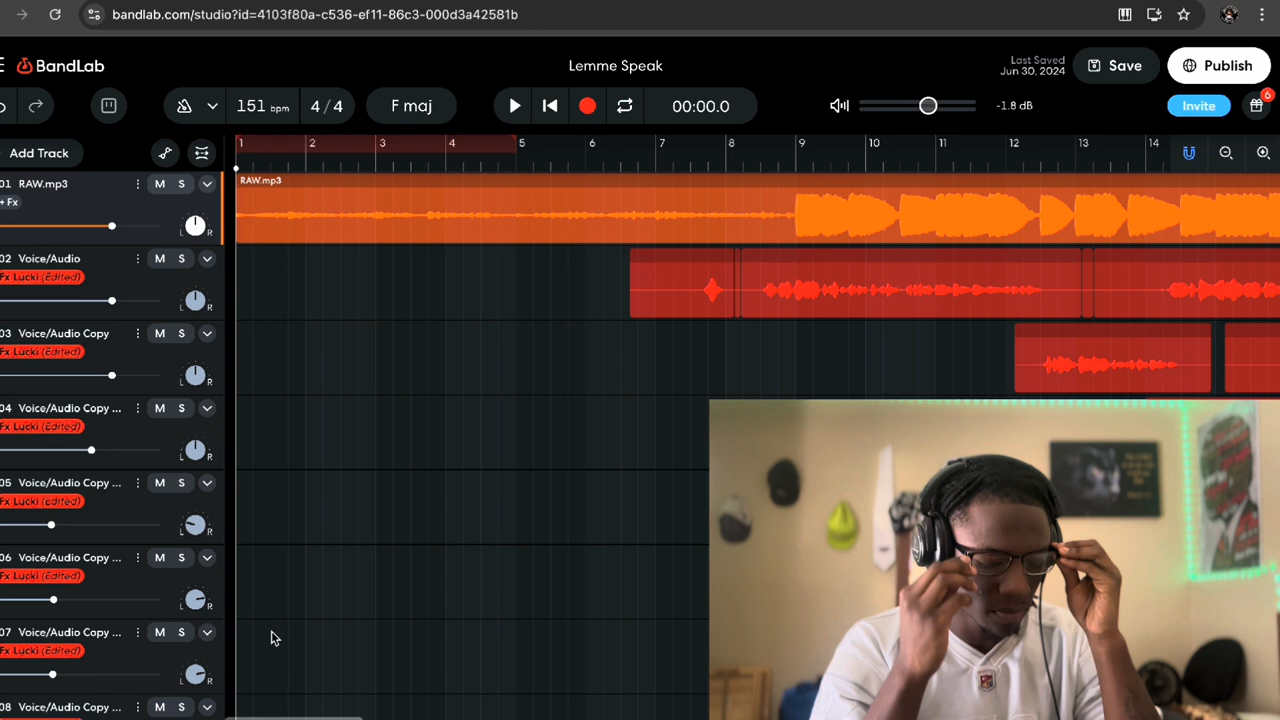 bandlab.com/studio?id=4103f80a-c536-ef11-86c3-000d3a42581b
BandLab
Lemme Speak
Last Saved
Jun 30, 2024
Save
Publish
151 bpm
4/4
F maj
00:00.0
-1.8 dB
Invite
6
Add Track
1 2 3 4 5 6 7 8 9 10 11 12 13 14
01 RAW.mp3
M S
+ Fx
L R
RAW.mp3
02 Voice/Audio
M S
Fx Lucki (Edited)
L R
03 Voice/Audio Copy
M S
Fx Lucki (Edited)
L R
04 Voice/Audio Copy ...
M S
Fx Lucki (Edited)
L R
05 Voice/Audio Copy ...
M S
Fx Lucki (Edited)
L R
06 Voice/Audio Copy ...
M S
Fx Lucki (Edited)
L R
07 Voice/Audio Copy ...
M S
Fx Lucki (Edited)
L R
08 Voice/Audio Copy ...
M S